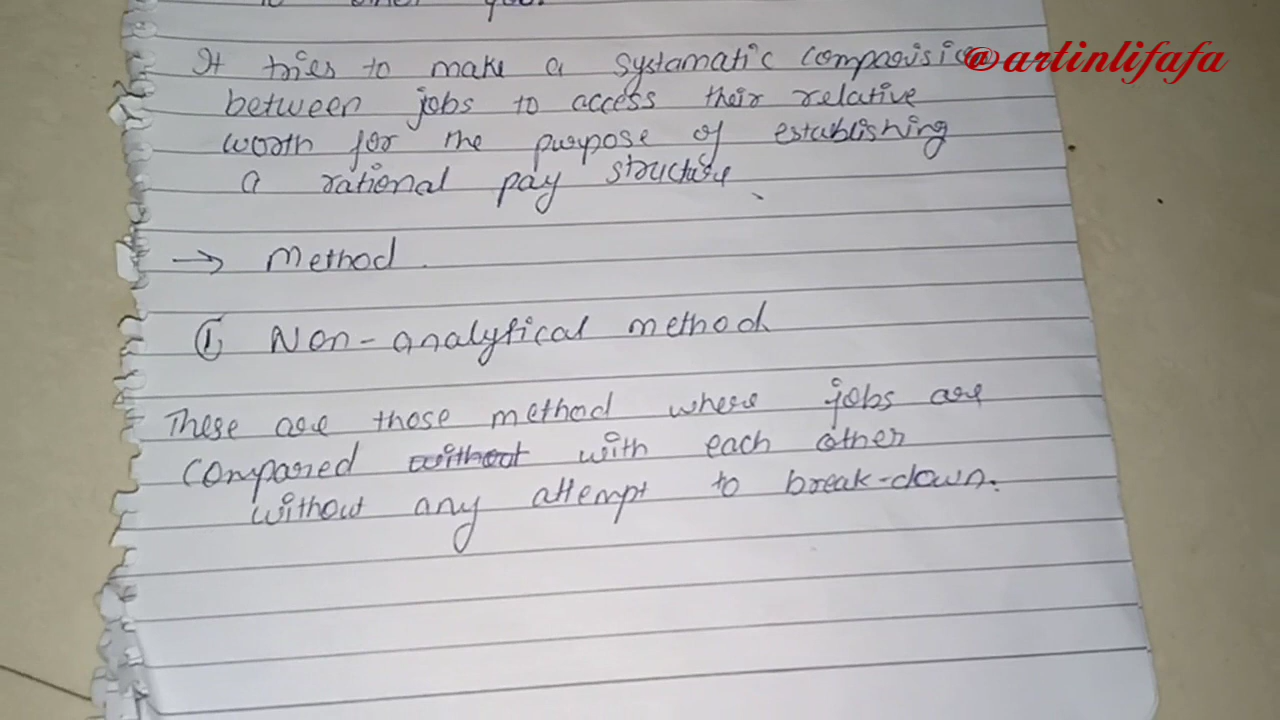 It tries to make a systamatic comparisi @artinlifafa
between jobs to access their relative
worth for the purpose of establishing
a rational pay structure
→ Method
① Non-analytical method
These are those method where jobs are
compared without with each other
without any attempt to break-down.